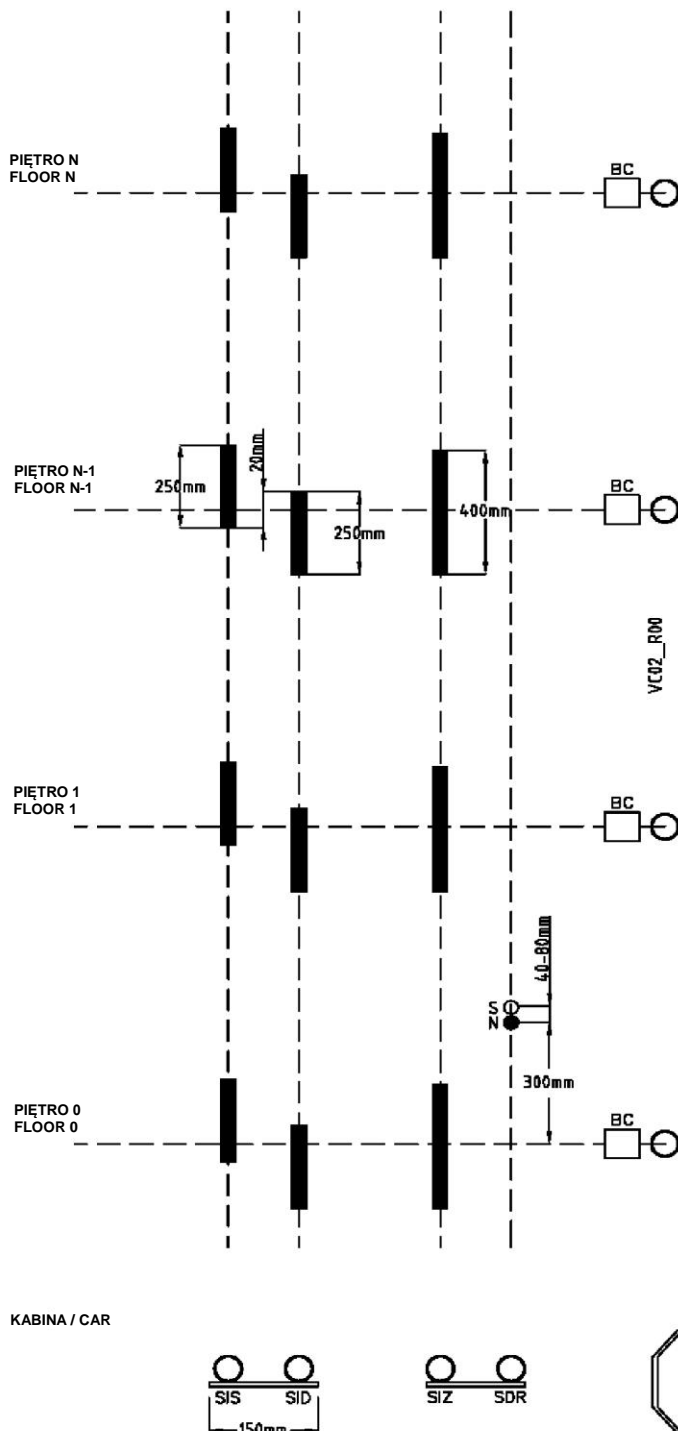 PIĘTRO N
FLOOR N
BC
PIĘTRO N-1
FLOOR N-1
250mm
20mm
250mm
400mm
BC
VC02_R00
PIĘTRO 1
FLOOR 1
BC
40-80mm
S
N
300mm
PIĘTRO 0
FLOOR 0
BC
KABINA / CAR
SIS
SID
SIZ
SDR
150mm